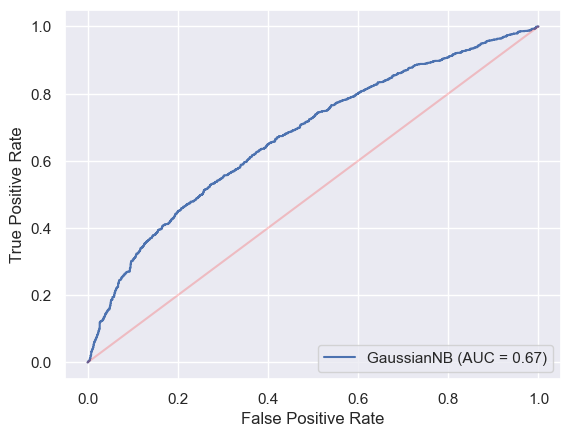 1.0
0.8
0.6
0.4
0.2
0.0
True Positive Rate
GaussianNB (AUC = 0.67)
0.0 0.2 0.4 0.6 0.8 1.0
False Positive Rate